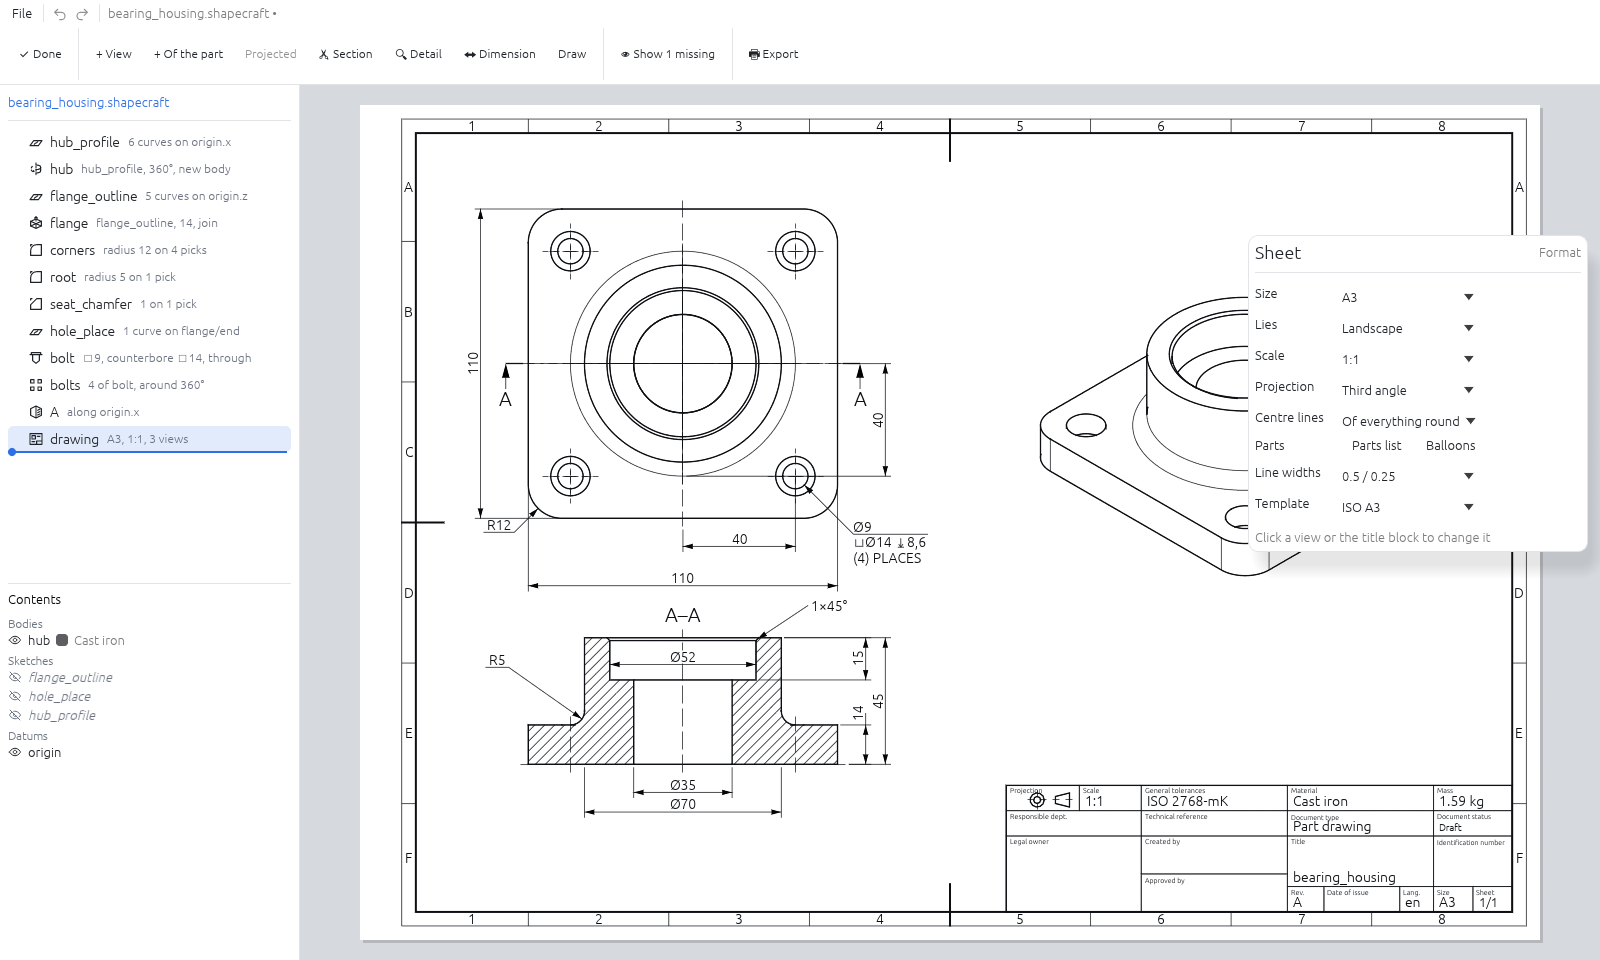 File
bearing_housing.shapecraft •
Done
+ View
+ Of the part
Projected
Section
Detail
Dimension
Draw
Show 1 missing
Export
bearing_housing.shapecraft
hub_profile 6 curves on origin.x
hub hub_profile, 360°, new body
flange_outline 5 curves on origin.z
flange flange_outline, 14, join
corners radius 12 on 4 picks
root radius 5 on 1 pick
seat_chamfer 1 on 1 pick
hole_place 1 curve on flange/end
bolt □9, counterbore □14, through
bolts 4 of bolt, around 360°
A along origin.x
drawing A3, 1:1, 3 views
Contents
Bodies
hub Cast iron
Sketches
flange_outline
hole_place
hub_profile
Datums
origin
1 2 3 4 5 6 7 8
A A
B
C
D D
E E
F F
110
A A
40
R12
40
110
Ø9
⌴Ø14 ↧8,6
(4) PLACES
A–A
1×45°
R5
Ø52
15
45
14
Ø35
Ø70
Sheet Format
Size A3
Lies Landscape
Scale 1:1
Projection Third angle
Centre lines Of everything round
Parts Parts list Balloons
Line widths 0.5 / 0.25
Template ISO A3
Click a view or the title block to change it
Projection
Scale
1:1
General tolerances
ISO 2768-mK
Material
Cast iron
Mass
1.59 kg
Responsible dept.
Technical reference
Document type
Part drawing
Document status
Draft
Legal owner
Created by
Title
bearing_housing
Identification number
Approved by
Rev.
A
Date of issue
Lang.
en
Size
A3
Sheet
1/1
1 2 3 4 5 6 7 8